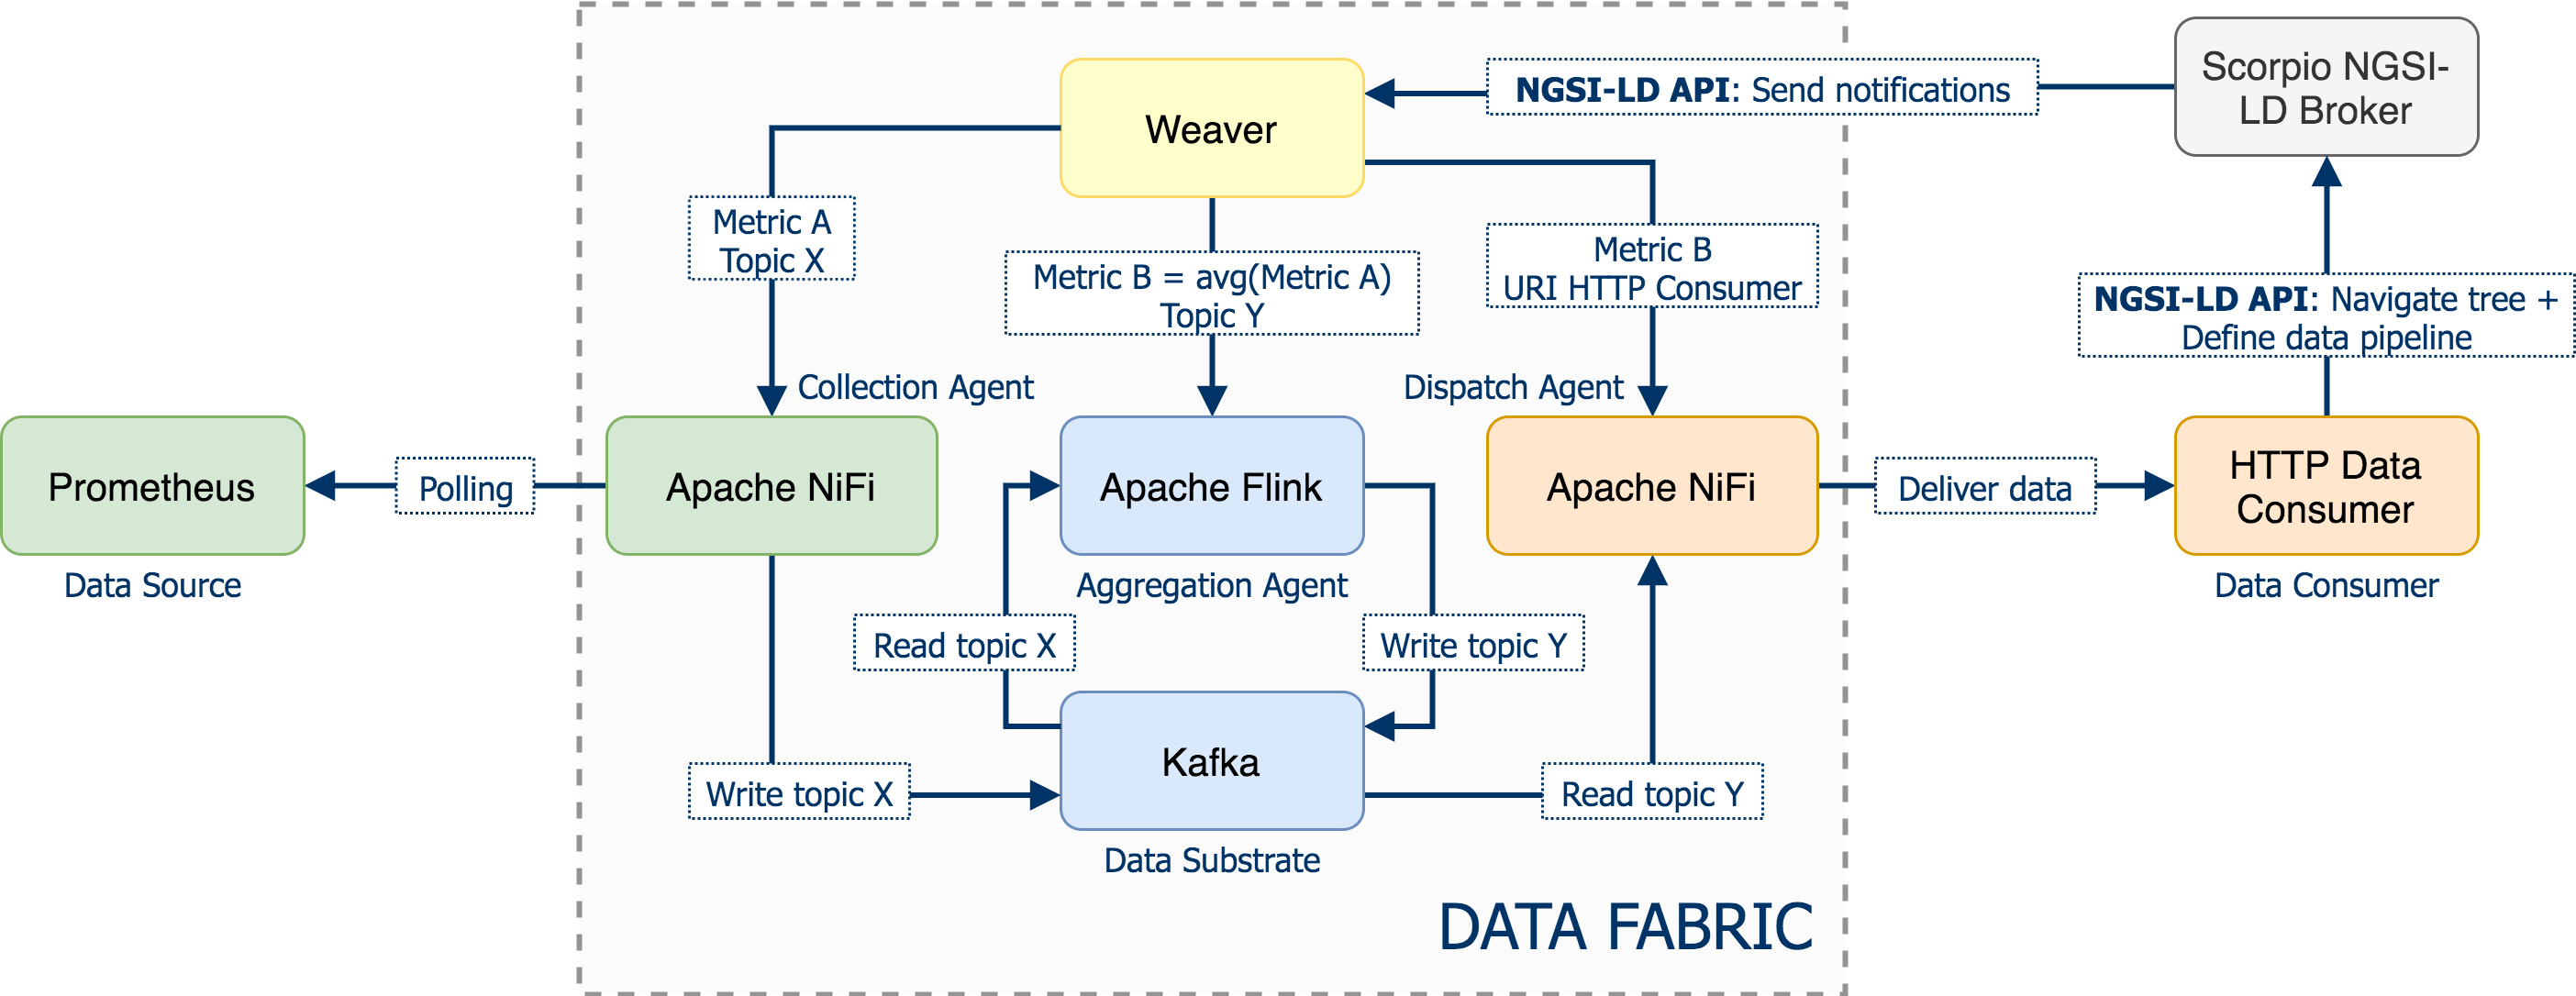 Scorpio NGSI-
LD Broker
NGSI-LD API: Send notifications
Weaver
Metric A
Topic X
Metric B = avg(Metric A)
Topic Y
Metric B
URI HTTP Consumer
NGSI-LD API: Navigate tree +
Define data pipeline
Collection Agent
Dispatch Agent
Prometheus
Polling
Apache NiFi
Apache Flink
Apache NiFi
Deliver data
HTTP Data
Consumer
Data Source
Aggregation Agent
Data Consumer
Read topic X
Write topic Y
Kafka
Write topic X
Read topic Y
Data Substrate
DATA FABRIC